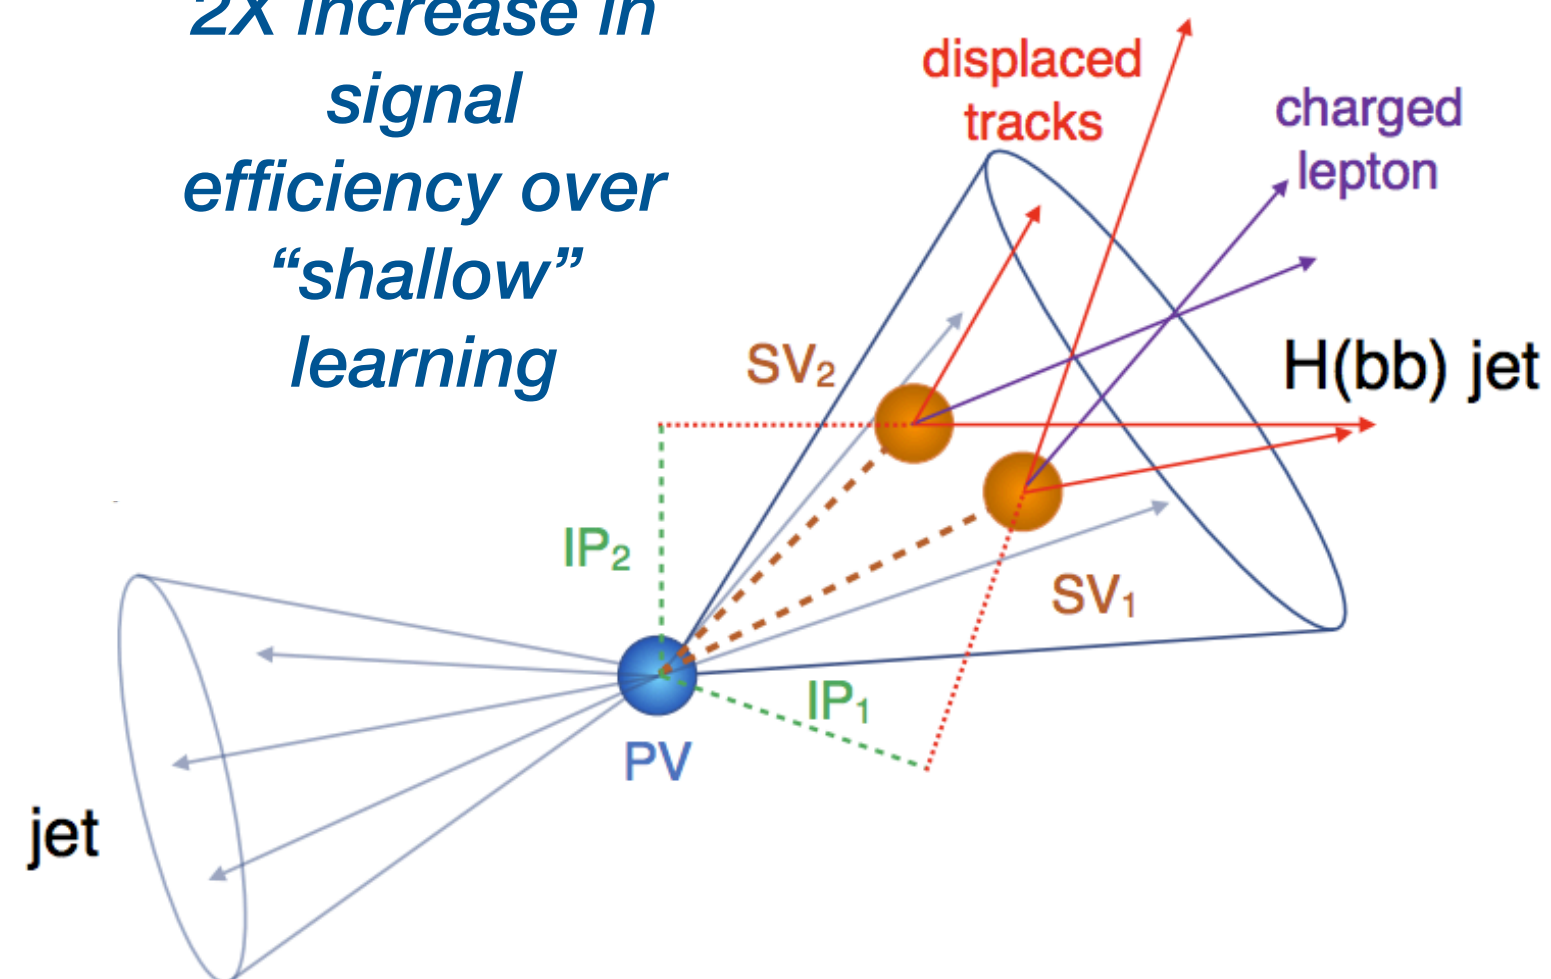 2X increase in
signal
efficiency over
“shallow”
learning
displaced
tracks
charged
lepton
H(bb) jet
SV₂
IP₂
SV₁
IP₁
PV
jet